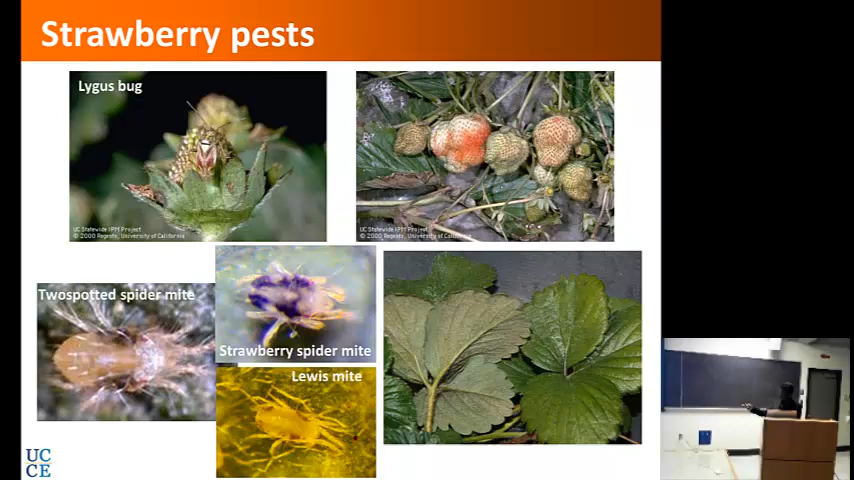 Strawberry pests
Lygus bug
UC Statewide IPM Project
© 2000 Regents, University of California
UC Statewide IPM Project
© 2000 Regents, University of California
Twospotted spider mite
Strawberry spider mite
Lewis mite
UC
CE